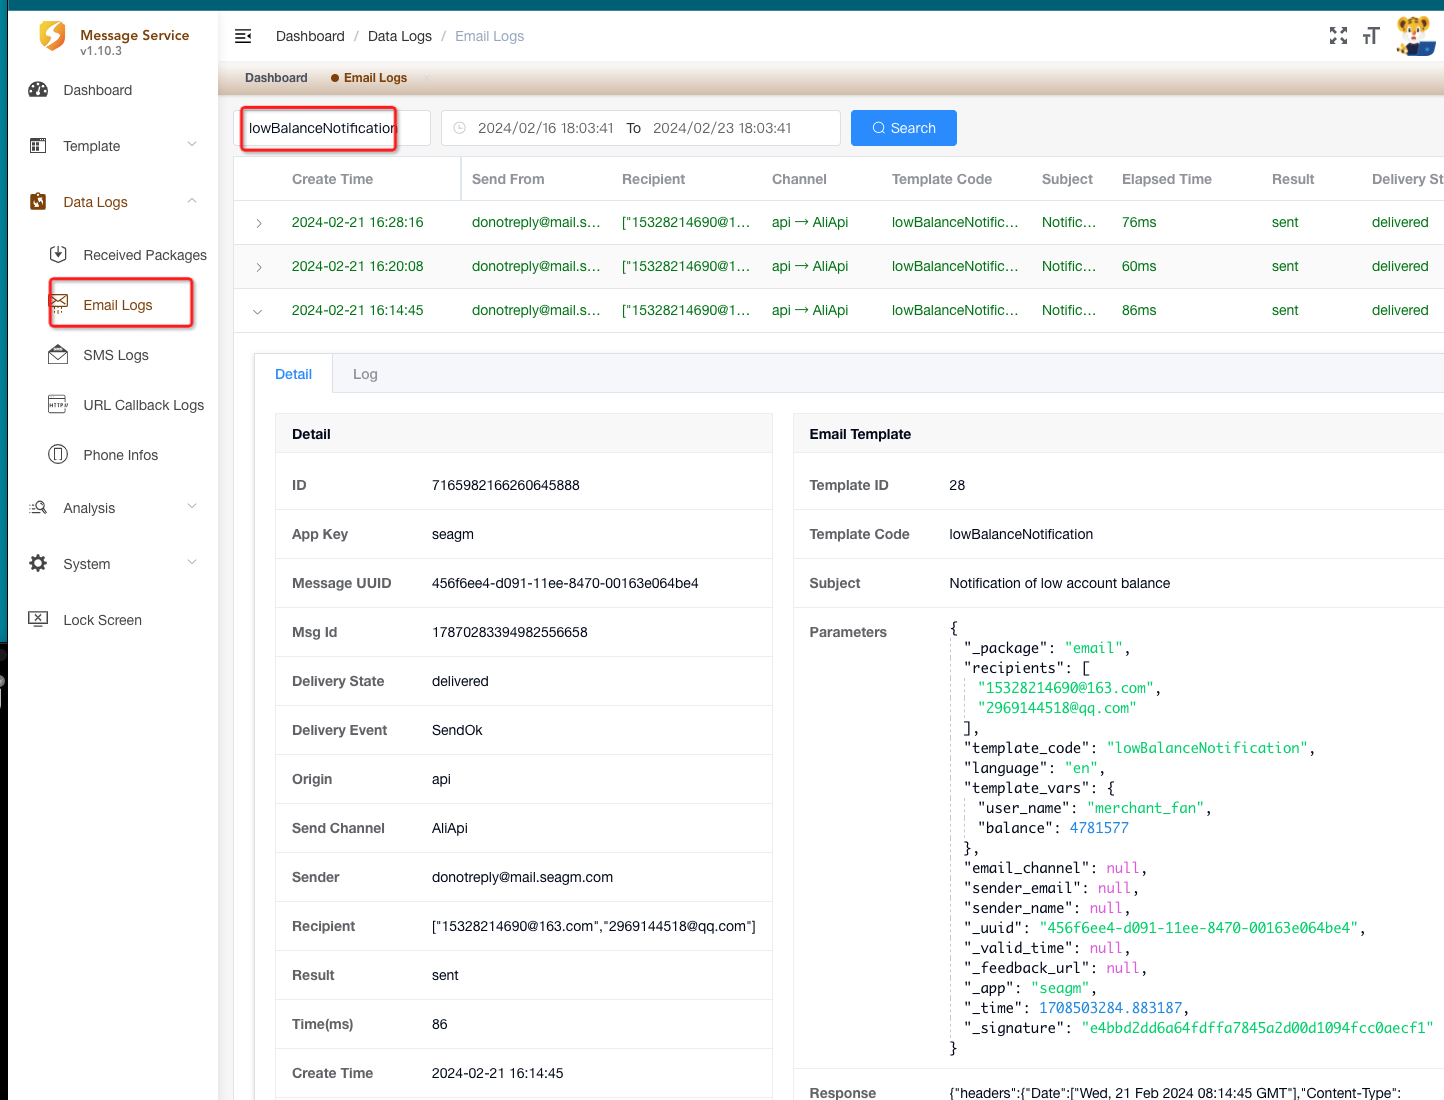 Message Service
v1.10.3
Dashboard
Template
Data Logs
Received Packages
Email Logs
SMS Logs
URL Callback Logs
Phone Infos
Analysis
System
Lock Screen
Dashboard / Data Logs / Email Logs
Dashboard Email Logs
lowBalanceNotification 2024/02/16 18:03:41 To 2024/02/23 18:03:41 Search
Create Time Send From Recipient Channel Template Code Subject Elapsed Time Result Delivery St
2024-02-21 16:28:16 donotreply@mail.s... ["15328214690@1... api → AliApi lowBalanceNotific... Notific... 76ms sent delivered
2024-02-21 16:20:08 donotreply@mail.s... ["15328214690@1... api → AliApi lowBalanceNotific... Notific... 60ms sent delivered
2024-02-21 16:14:45 donotreply@mail.s... ["15328214690@1... api → AliApi lowBalanceNotific... Notific... 86ms sent delivered
Detail Log
Detail
ID 7165982166260645888
App Key seagm
Message UUID 456f6ee4-d091-11ee-8470-00163e064be4
Msg Id 17870283394982556658
Delivery State delivered
Delivery Event SendOk
Origin api
Send Channel AliApi
Sender donotreply@mail.seagm.com
Recipient ["15328214690@163.com","2969144518@qq.com"]
Result sent
Time(ms) 86
Create Time 2024-02-21 16:14:45
Email Template
Template ID 28
Template Code lowBalanceNotification
Subject Notification of low account balance
Parameters {
"_package": "email",
"recipients": [
"15328214690@163.com",
"2969144518@qq.com"
],
"template_code": "lowBalanceNotification",
"language": "en",
"template_vars": {
"user_name": "merchant_fan",
"balance": 4781577
},
"email_channel": null,
"sender_email": null,
"sender_name": null,
"_uuid": "456f6ee4-d091-11ee-8470-00163e064be4",
"_valid_time": null,
"_feedback_url": null,
"_app": "seagm",
"_time": 1708503284.883187,
"_signature": "e4bbd2dd6a64fdffa7845a2d00d1094fcc0aecf1"
}
Response {"headers":{"Date":["Wed, 21 Feb 2024 08:14:45 GMT"],"Content-Type":